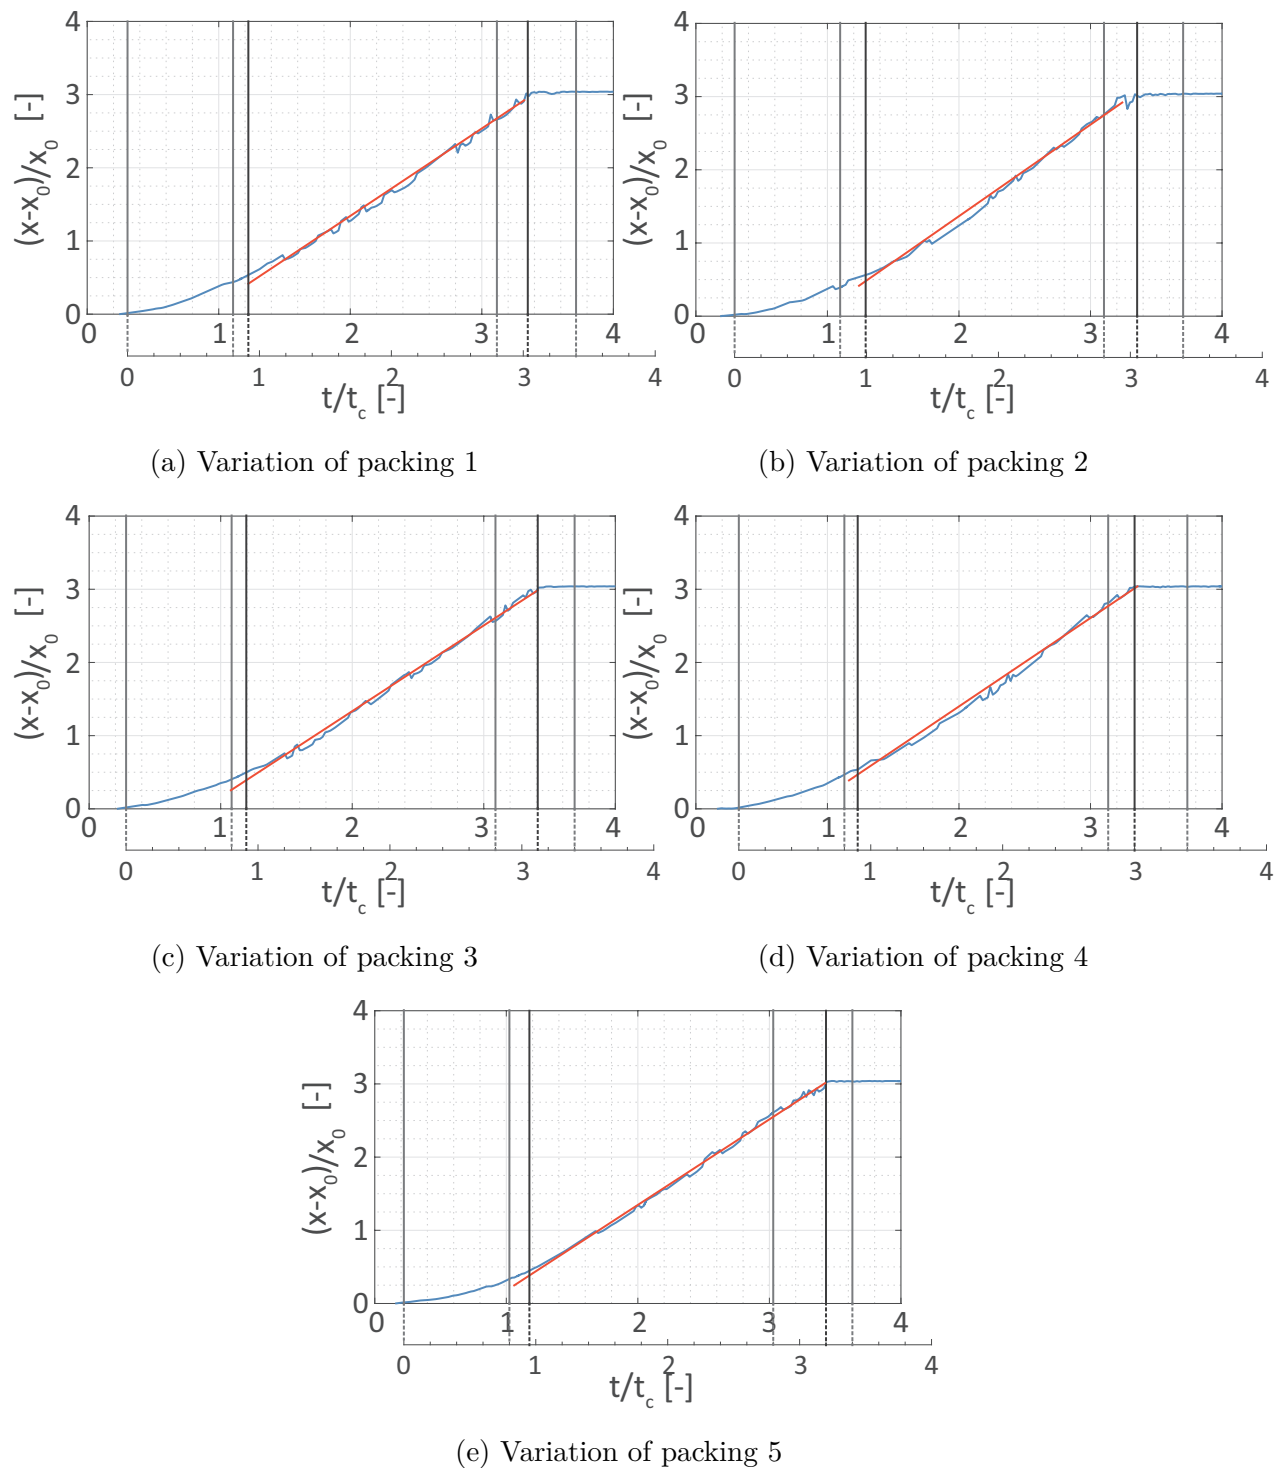 4
3
2
1
0
(x-x₀)/x₀ [-]
0 1 2 3 4
0 1 2 3 4
t/t_c [-]
(a) Variation of packing 1
4
3
2
1
0
(x-x₀)/x₀ [-]
0 1 2 3 4
0 1 2 3 4
t/t_c [-]
(b) Variation of packing 2
4
3
2
1
0
(x-x₀)/x₀ [-]
0 1 2 3 4
0 1 2 3 4
t/t_c [-]
(c) Variation of packing 3
4
3
2
1
0
(x-x₀)/x₀ [-]
0 1 2 3 4
0 1 2 3 4
t/t_c [-]
(d) Variation of packing 4
4
3
2
1
0
(x-x₀)/x₀ [-]
0 1 2 3 4
0 1 2 3 4
t/t_c [-]
(e) Variation of packing 5